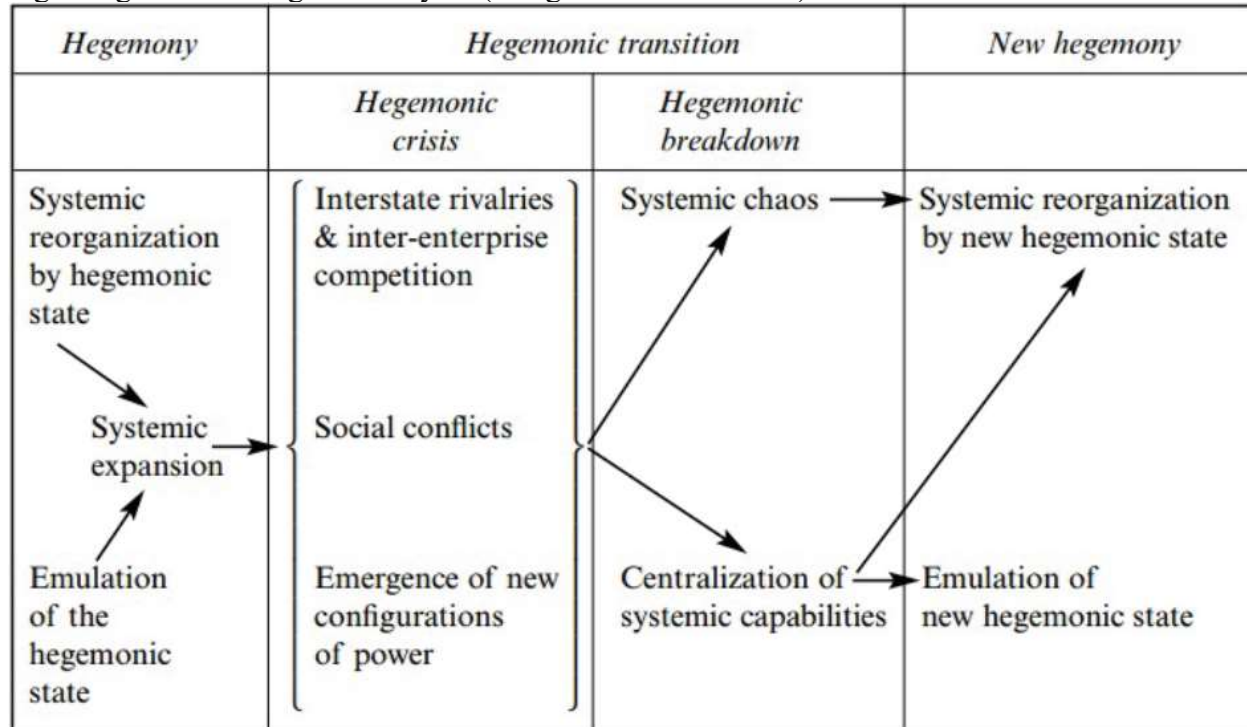 Hegemony
Hegemonic transition
New hegemony
Hegemonic
crisis
Hegemonic
breakdown
Systemic
reorganization
by hegemonic
state
Systemic
expansion
Emulation
of the
hegemonic
state
Interstate rivalries
& inter-enterprise
competition
Social conflicts
Emergence of new
configurations
of power
Systemic chaos
Centralization of
systemic capabilities
Systemic reorganization
by new hegemonic state
Emulation of
new hegemonic state